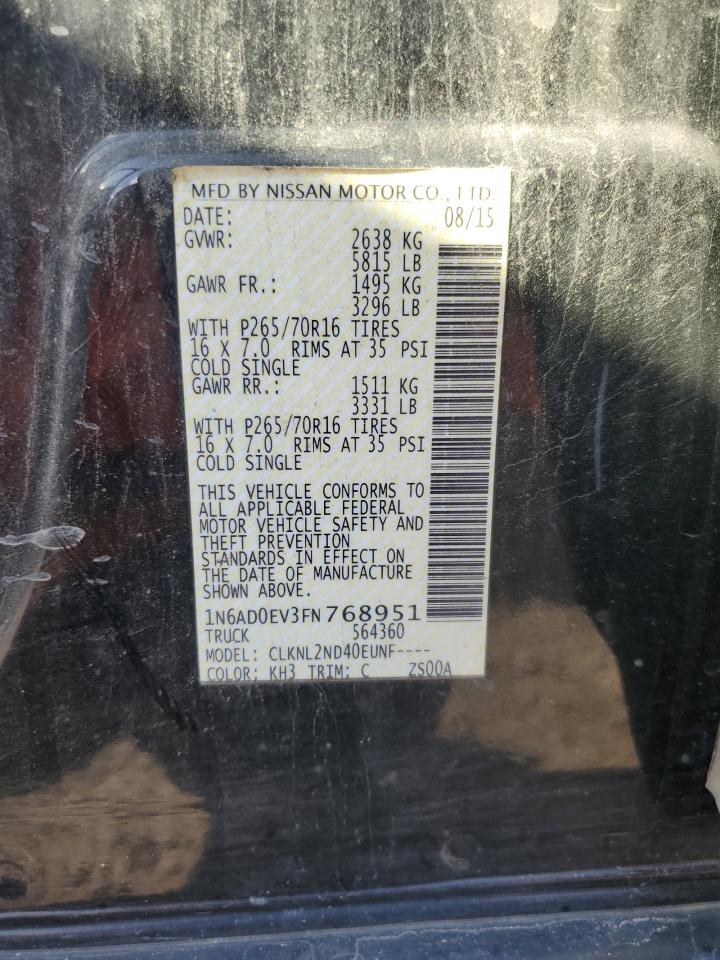 MFD BY NISSAN MOTOR CO., LTD.
DATE: 08/15
GVWR: 2638 KG
5815 LB
GAWR FR.: 1495 KG
3296 LB
WITH P265/70R16 TIRES
16 X 7.0 RIMS AT 35 PSI
COLD SINGLE
GAWR RR.: 1511 KG
3331 LB
WITH P265/70R16 TIRES
16 X 7.0 RIMS AT 35 PSI
COLD SINGLE
THIS VEHICLE CONFORMS TO
ALL APPLICABLE FEDERAL
MOTOR VEHICLE SAFETY AND
THEFT PREVENTION
STANDARDS IN EFFECT ON
THE DATE OF MANUFACTURE
SHOWN ABOVE.
1N6AD0EV3FN768951
TRUCK 564360
MODEL: CLKNL2ND40EUNF----
COLOR: KH3 TRIM: C ZS00A